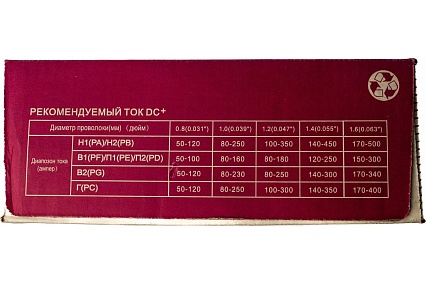 РЕКОМЕНДУЕМЫЙ ТОК DC+
Диаметр проволоки(мм) (дюйм) 0.8(0.031") 1.0(0.039") 1.2(0.047") 1.4(0.055") 1.6(0.063")
Диапазон тока (ампер)
Н1(PA)/Н2(PB) 50-120 80-250 100-350 140-450 170-500
В1(PF)/П1(PE)/П2(PD) 50-100 80-160 80-180 120-250 150-300
В2(PG) 50-120 80-230 80-250 140-300 170-340
Г(PC) 50-120 80-250 100-300 140-350 170-400